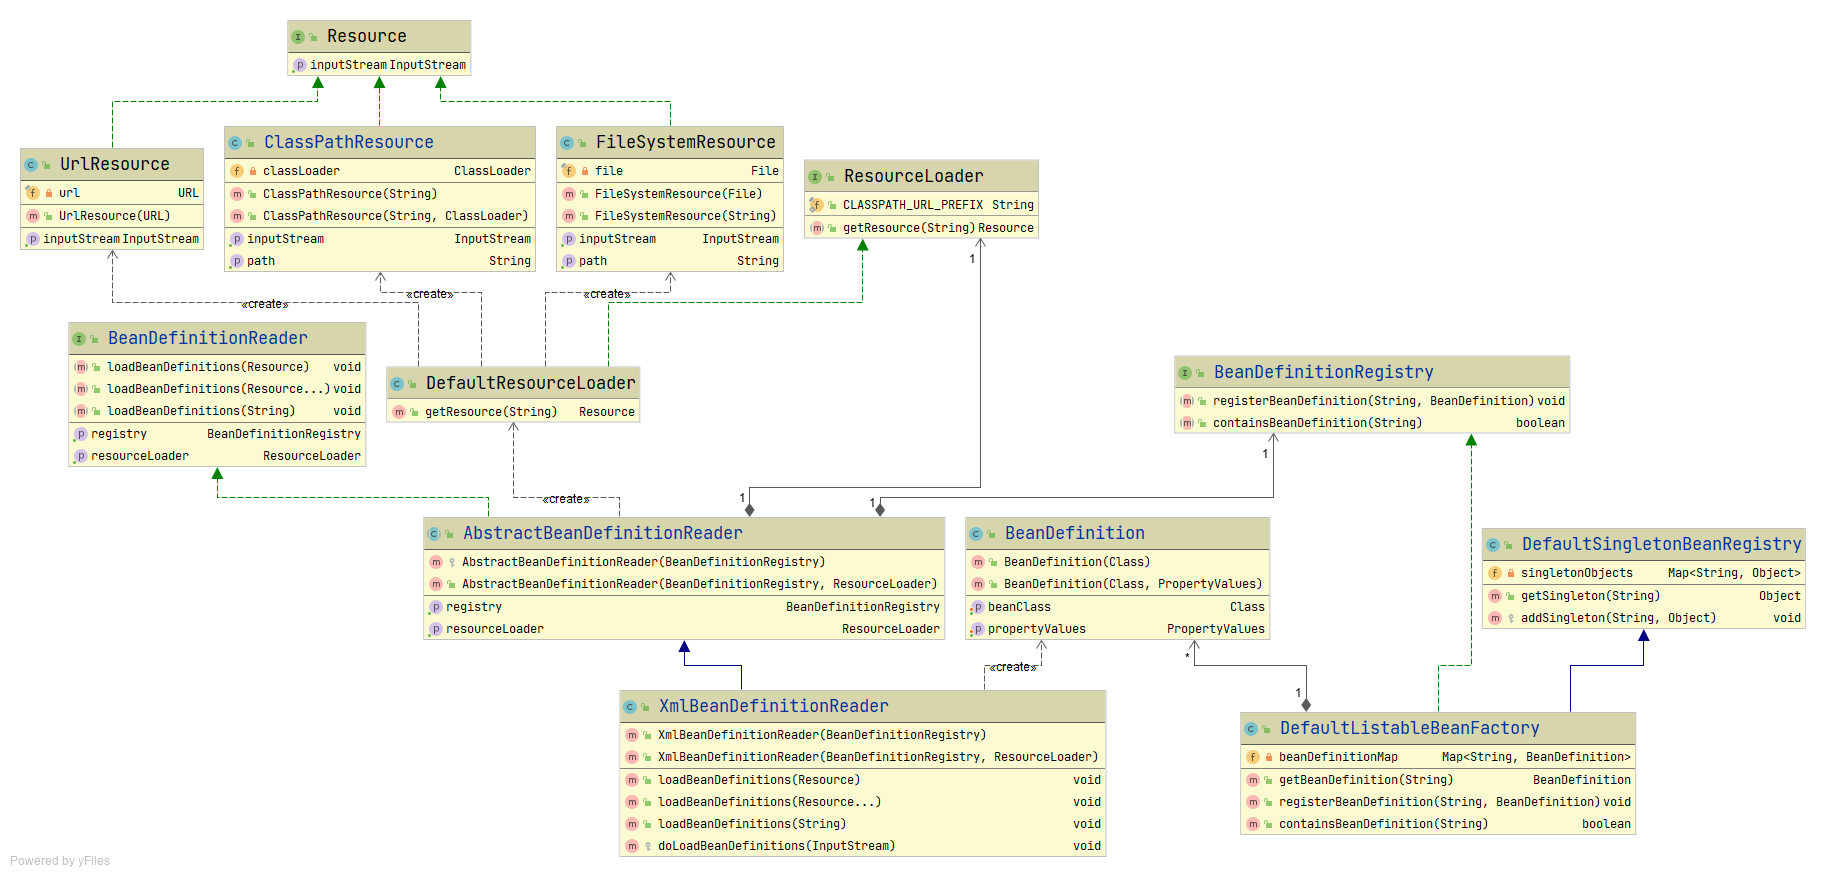 Resource
inputStream InputStream
UrlResource
url URL
UrlResource(URL)
inputStream InputStream
ClassPathResource
classLoader ClassLoader
ClassPathResource(String)
ClassPathResource(String, ClassLoader)
inputStream InputStream
path String
FileSystemResource
file File
FileSystemResource(File)
FileSystemResource(String)
inputStream InputStream
path String
ResourceLoader
CLASSPATH_URL_PREFIX String
getResource(String) Resource
1
«create»
«create»
«create»
BeanDefinitionReader
loadBeanDefinitions(Resource) void
loadBeanDefinitions(Resource...) void
loadBeanDefinitions(String) void
registry BeanDefinitionRegistry
resourceLoader ResourceLoader
DefaultResourceLoader
getResource(String) Resource
BeanDefinitionRegistry
registerBeanDefinition(String, BeanDefinition) void
containsBeanDefinition(String) boolean
1
«create»
1
1
AbstractBeanDefinitionReader
AbstractBeanDefinitionReader(BeanDefinitionRegistry)
AbstractBeanDefinitionReader(BeanDefinitionRegistry, ResourceLoader)
registry BeanDefinitionRegistry
resourceLoader ResourceLoader
BeanDefinition
BeanDefinition(Class)
BeanDefinition(Class, PropertyValues)
beanClass Class
propertyValues PropertyValues
DefaultSingletonBeanRegistry
singletonObjects Map<String, Object>
getSingleton(String) Object
addSingleton(String, Object) void
«create»
*
1
XmlBeanDefinitionReader
XmlBeanDefinitionReader(BeanDefinitionRegistry)
XmlBeanDefinitionReader(BeanDefinitionRegistry, ResourceLoader)
loadBeanDefinitions(Resource) void
loadBeanDefinitions(Resource...) void
loadBeanDefinitions(String) void
doLoadBeanDefinitions(InputStream) void
DefaultListableBeanFactory
beanDefinitionMap Map<String, BeanDefinition>
getBeanDefinition(String) BeanDefinition
registerBeanDefinition(String, BeanDefinition) void
containsBeanDefinition(String) boolean
Powered by yFiles